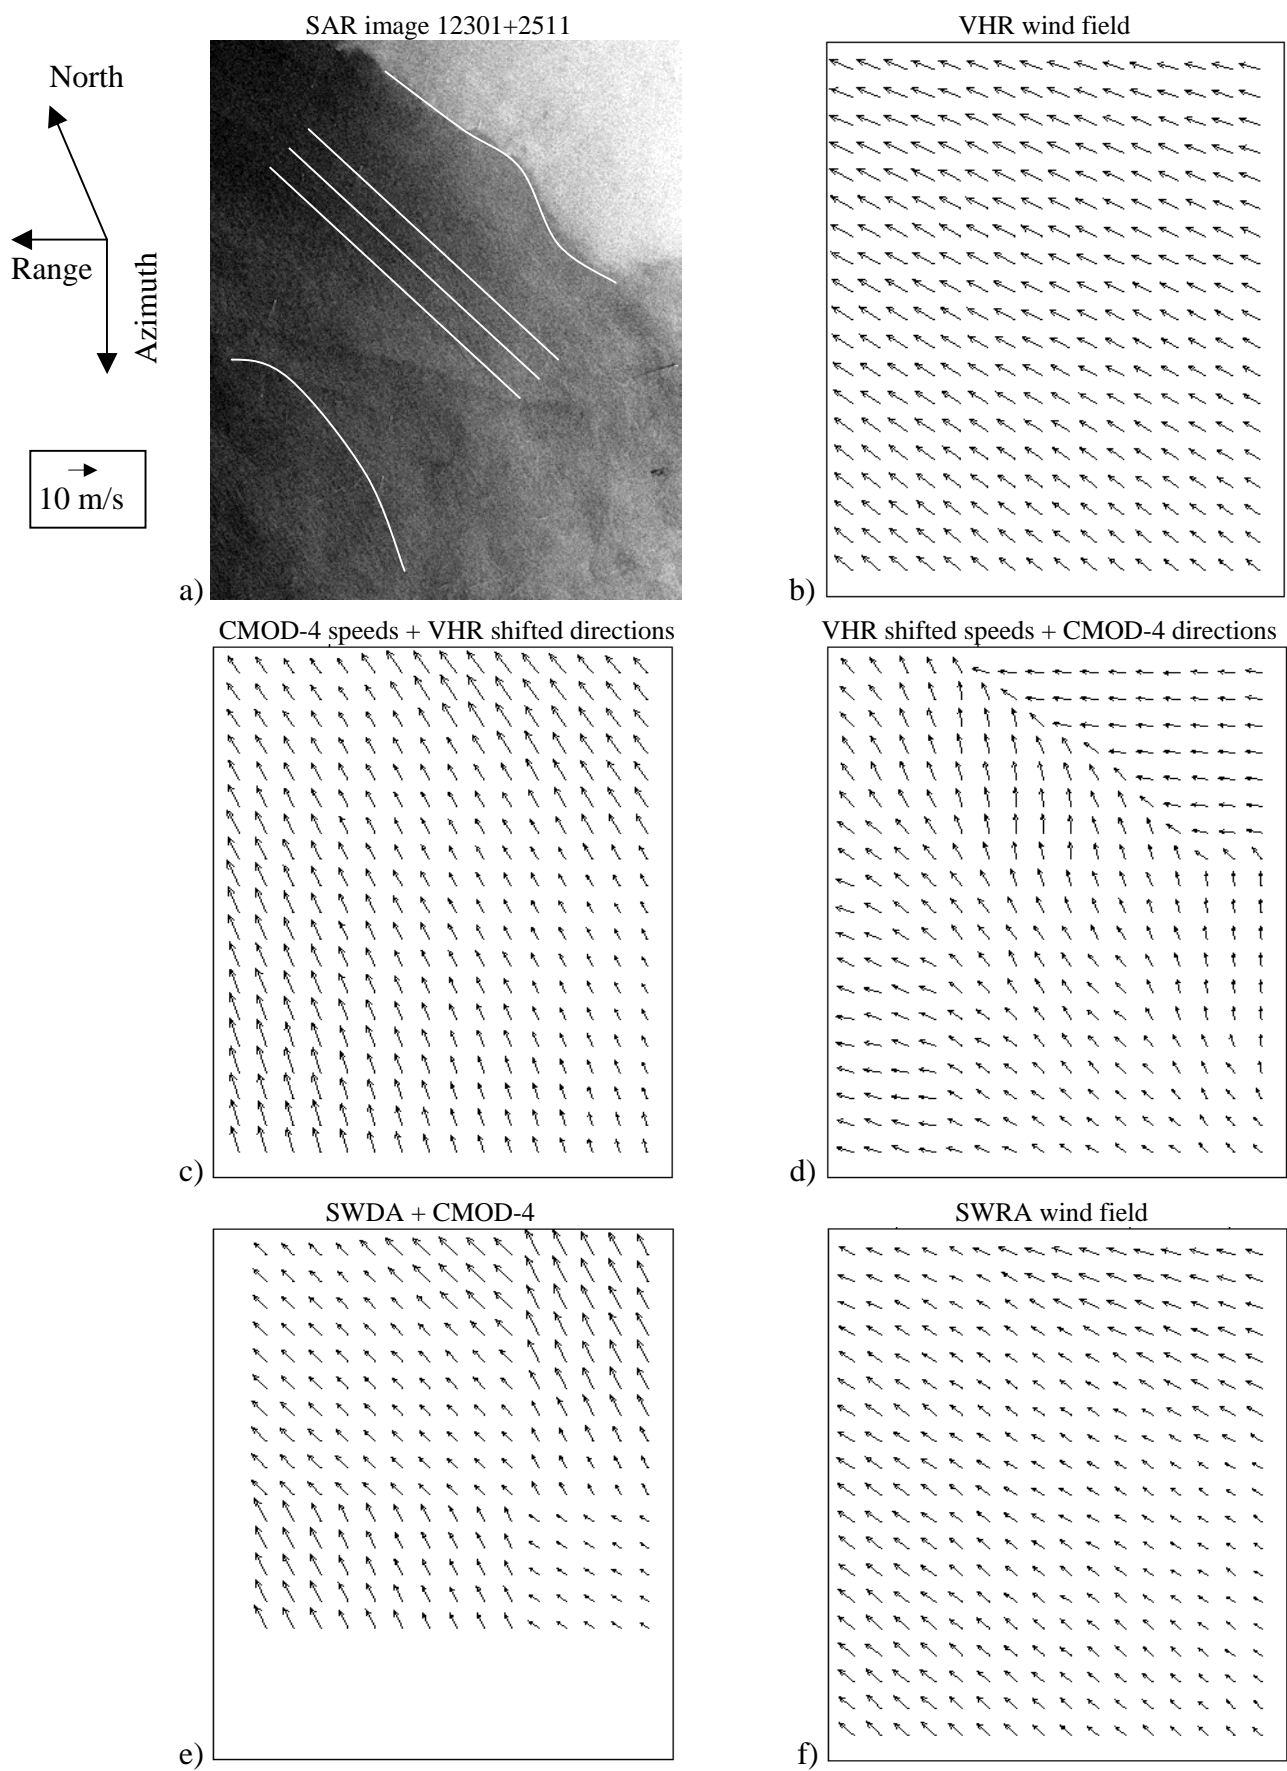 SAR image 12301+2511
VHR wind field
North
Range
Azimuth
10 m/s
a)
b)
CMOD-4 speeds + VHR shifted directions
VHR shifted speeds + CMOD-4 directions
c)
d)
SWDA + CMOD-4
SWRA wind field
e)
f)